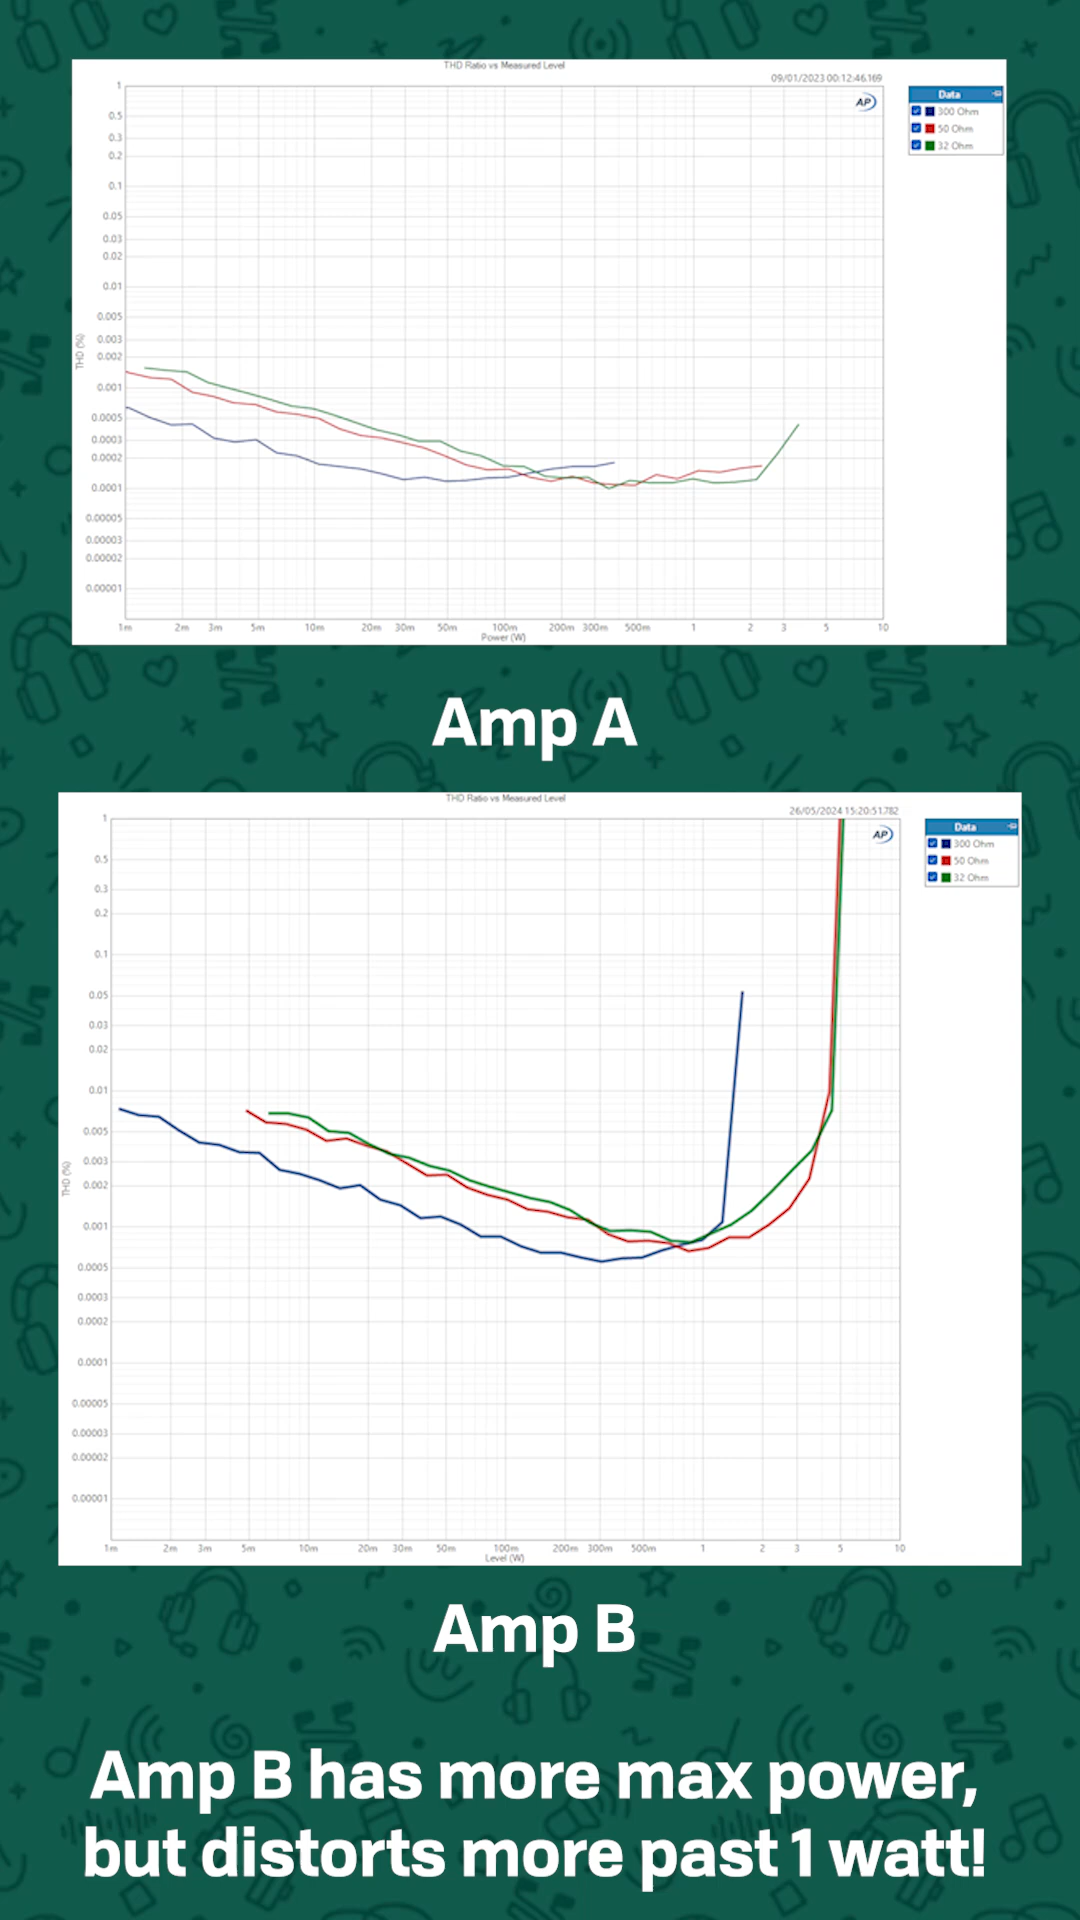 THD Ratio vs Measured Level
09/01/2023 00:12:46.169
AP
Data
300 Ohm
50 Ohm
32 Ohm
THD (%)
1
0.5
0.3
0.2
0.1
0.05
0.03
0.02
0.01
0.005
0.003
0.002
0.001
0.0005
0.0003
0.0002
0.0001
0.00005
0.00003
0.00002
0.00001
1m 2m 3m 5m 10m 20m 30m 50m 100m 200m 300m 500m 1 2 3 5 10
Power (W)
Amp A
THD Ratio vs Measured Level
26/05/2024 15:20:51.782
AP
Data
300 Ohm
50 Ohm
32 Ohm
THD (%)
1
0.5
0.3
0.2
0.1
0.05
0.03
0.02
0.01
0.005
0.003
0.002
0.001
0.0005
0.0003
0.0002
0.0001
0.00005
0.00003
0.00002
0.00001
1m 2m 3m 5m 10m 20m 30m 50m 100m 200m 300m 500m 1 2 3 5 10
Level (W)
Amp B
Amp B has more max power,
but distorts more past 1 watt!